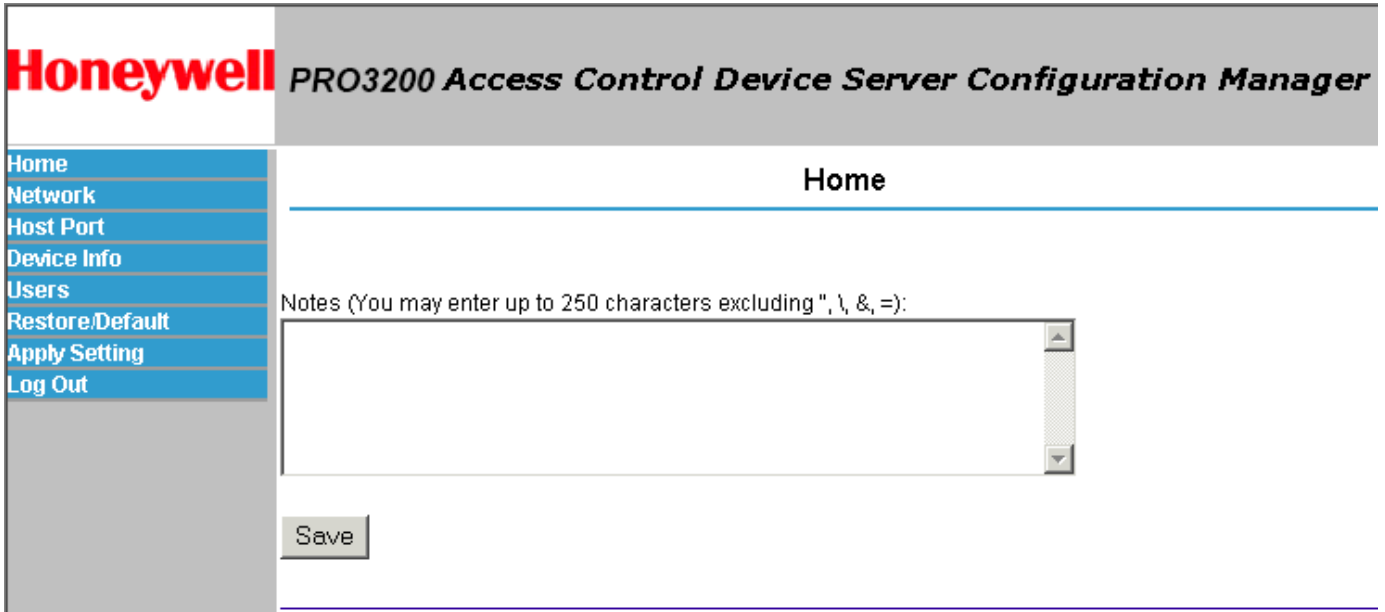 Honeywell PRO3200 Access Control Device Server Configuration Manager
Home
Network
Host Port
Device Info
Users
Restore/Default
Apply Setting
Log Out
Home
Notes (You may enter up to 250 characters excluding ", \, &, =):
Save